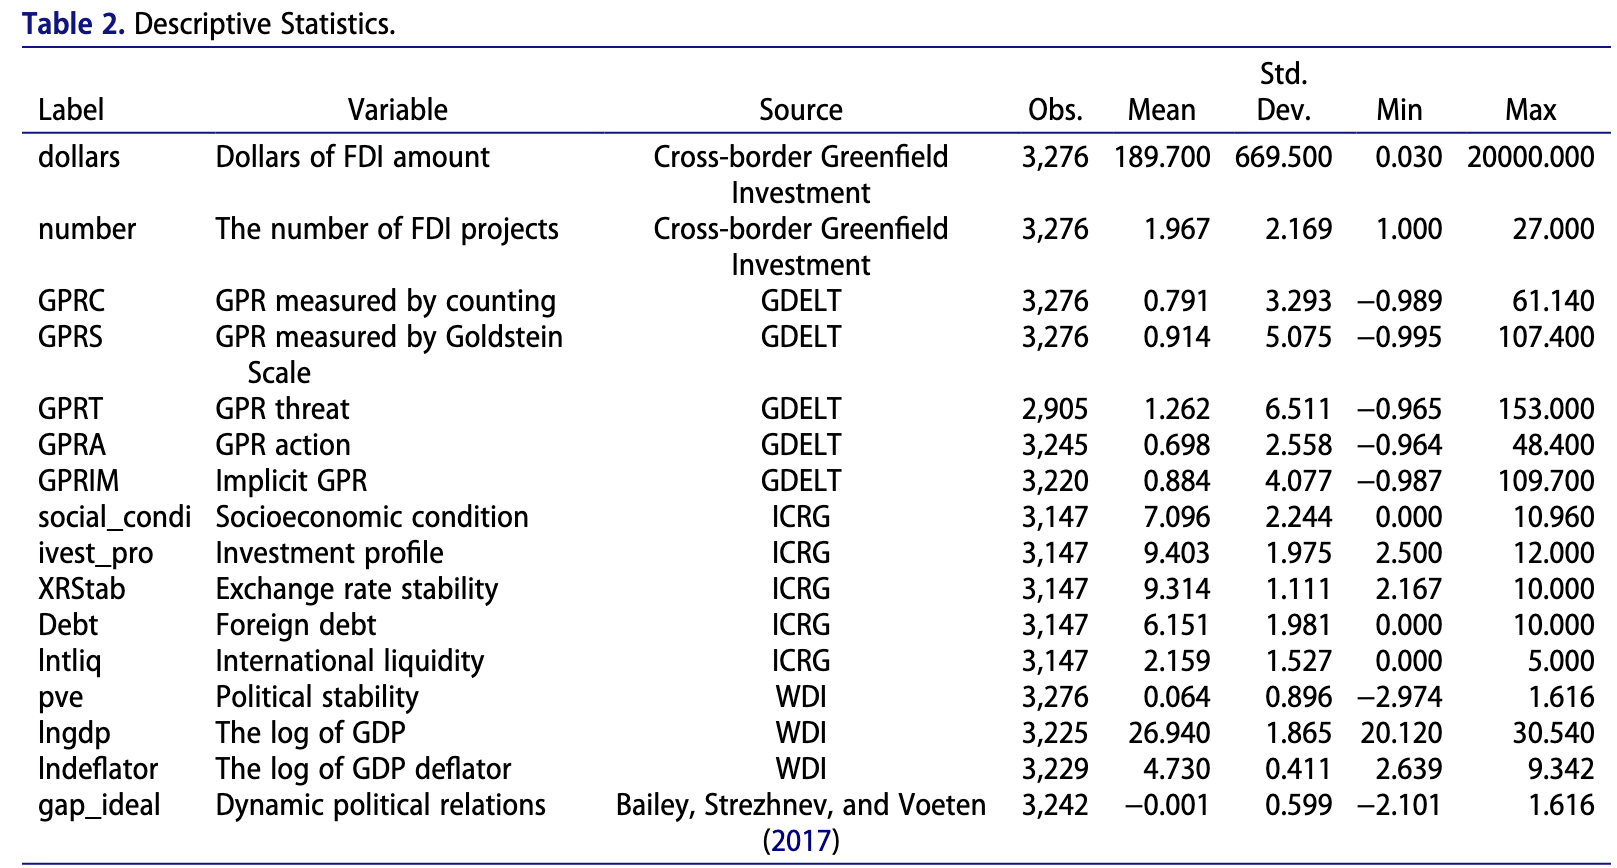 Table 2. Descriptive Statistics.
Std.
Label Variable Source Obs. Mean Dev. Min Max
dollars Dollars of FDI amount Cross-border Greenfield 3,276 189.700 669.500 0.030 20000.000
Investment
number The number of FDI projects Cross-border Greenfield 3,276 1.967 2.169 1.000 27.000
Investment
GPRC GPR measured by counting GDELT 3,276 0.791 3.293 −0.989 61.140
GPRS GPR measured by Goldstein GDELT 3,276 0.914 5.075 −0.995 107.400
Scale
GPRT GPR threat GDELT 2,905 1.262 6.511 −0.965 153.000
GPRA GPR action GDELT 3,245 0.698 2.558 −0.964 48.400
GPRIM Implicit GPR GDELT 3,220 0.884 4.077 −0.987 109.700
social_condi Socioeconomic condition ICRG 3,147 7.096 2.244 0.000 10.960
ivest_pro Investment profile ICRG 3,147 9.403 1.975 2.500 12.000
XRStab Exchange rate stability ICRG 3,147 9.314 1.111 2.167 10.000
Debt Foreign debt ICRG 3,147 6.151 1.981 0.000 10.000
Intliq International liquidity ICRG 3,147 2.159 1.527 0.000 5.000
pve Political stability WDI 3,276 0.064 0.896 −2.974 1.616
lngdp The log of GDP WDI 3,225 26.940 1.865 20.120 30.540
lndeflator The log of GDP deflator WDI 3,229 4.730 0.411 2.639 9.342
gap_ideal Dynamic political relations Bailey, Strezhnev, and Voeten 3,242 −0.001 0.599 −2.101 1.616
(2017)